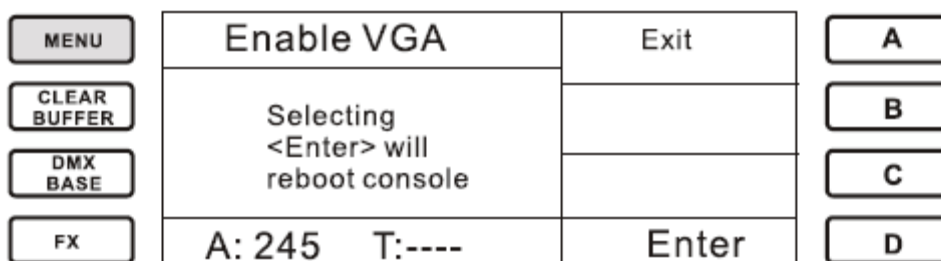 MENU
Enable VGA
Exit
A
CLEAR
BUFFER
Selecting
<Enter> will
reboot console
B
DMX
BASE
C
FX
A: 245 T:----
Enter
D